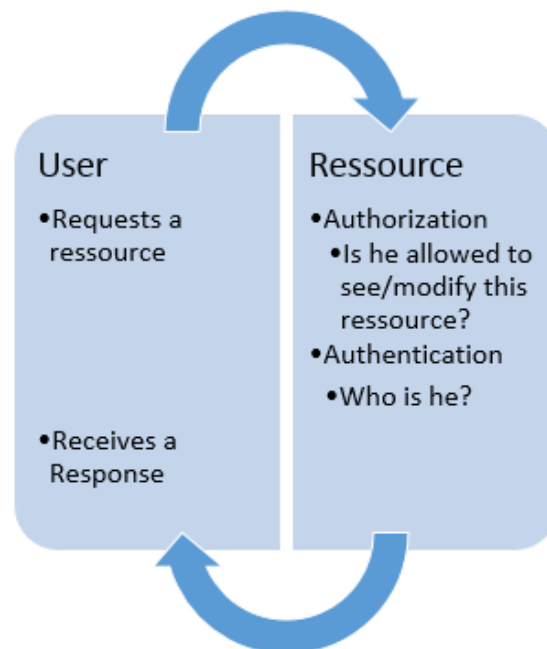 User
•Requests a
ressource
•Receives a
Response
Ressource
•Authorization
•Is he allowed to
see/modify this
ressource?
•Authentication
•Who is he?